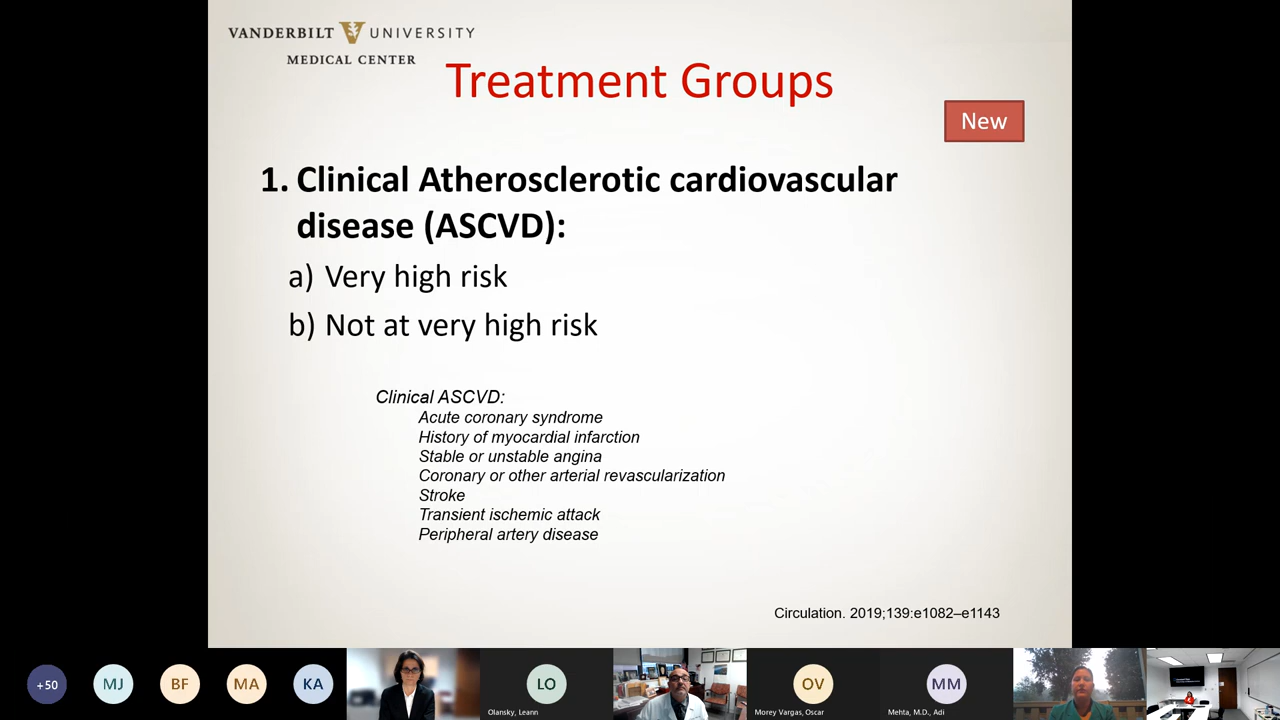 VANDERBILT UNIVERSITY
MEDICAL CENTER
Treatment Groups
New
1. Clinical Atherosclerotic cardiovascular
disease (ASCVD):
a) Very high risk
b) Not at very high risk
Clinical ASCVD:
Acute coronary syndrome
History of myocardial infarction
Stable or unstable angina
Coronary or other arterial revascularization
Stroke
Transient ischemic attack
Peripheral artery disease
Circulation. 2019;139:e1082–e1143
+50
MJ
BF
MA
KA
LO
Olansky, Leann
OV
Morey Vargas, Oscar
MM
Mehta, M.D., Adi